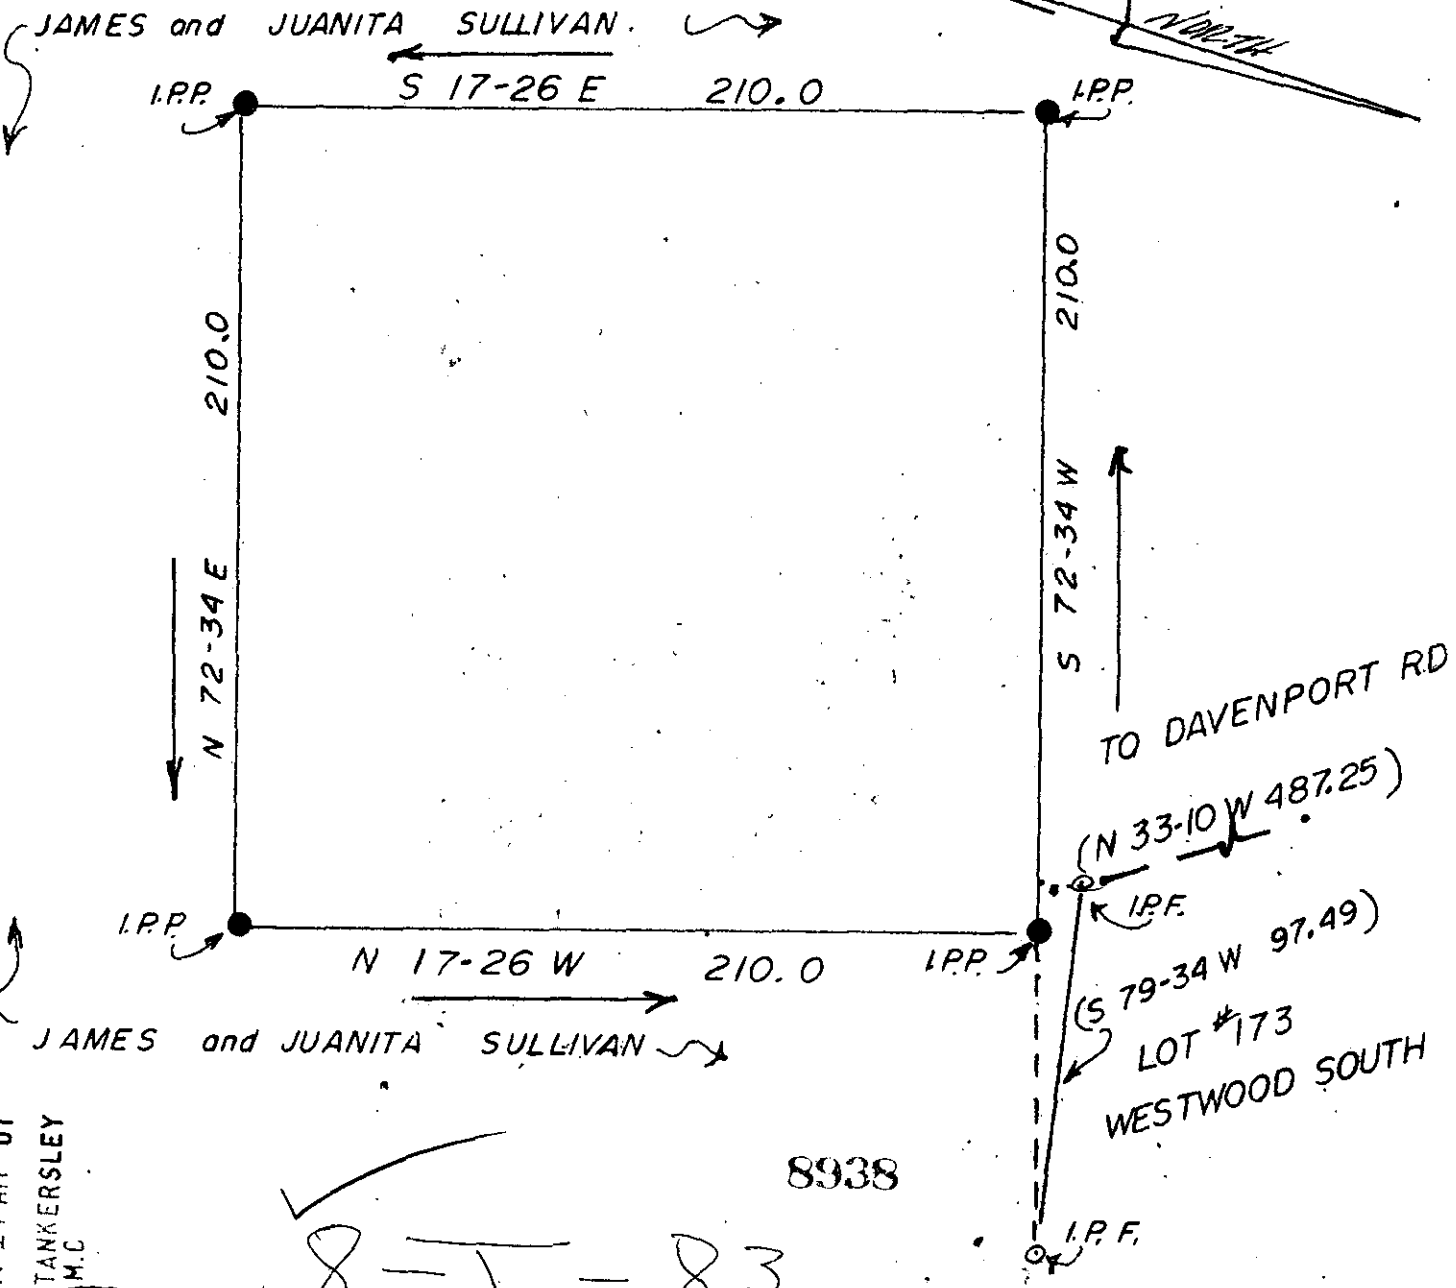 JAMES and JUANITA SULLIVAN.
NORTH
S 17-26 E 210.0
I.P.P.
I.P.P.
210.0
N 72-34 E
210.0
S 72-34 W
TO DAVENPORT RD
(N 33-10 W 487.25)
I.P.F.
(S 79-34 W 97.49)
LOT #173
WESTWOOD SOUTH
I.P.P.
N 17-26 W 210.0
I.P.P.
JAMES and JUANITA SULLIVAN
TANKERSLEY
M.C
8938
8-I-83
I.P.F.